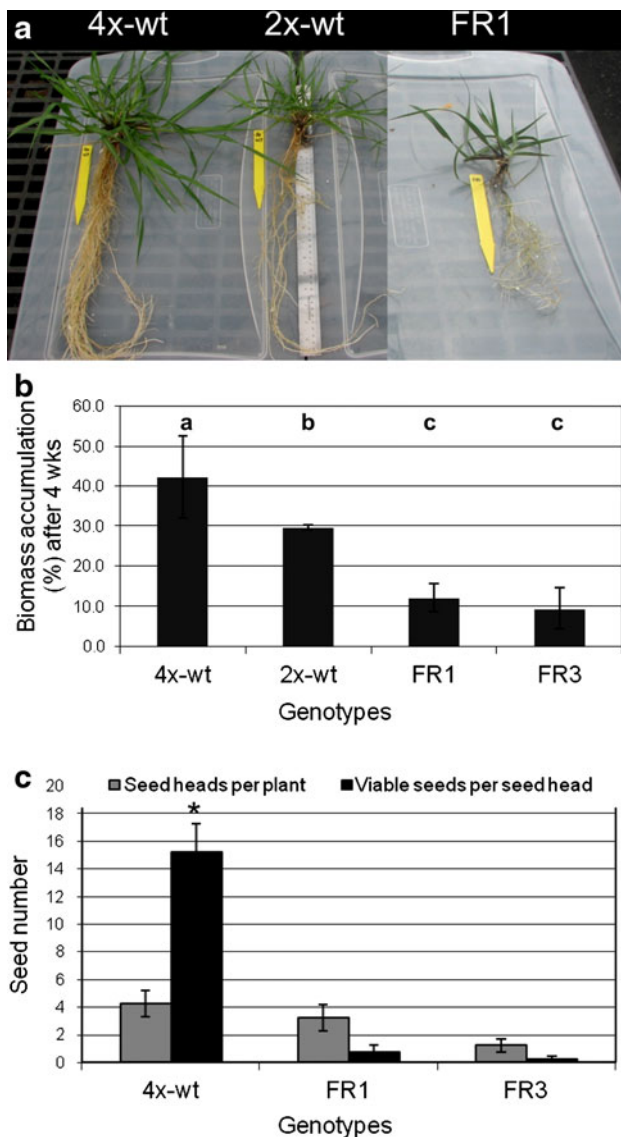 a
4x-wt 2x-wt FR1
b
Biomass accumulation
(%) after 4 wks
60.0
50.0
40.0
30.0
20.0
10.0
0.0
a b c c
4x-wt 2x-wt FR1 FR3
Genotypes
c
Seed heads per plant Viable seeds per seed head
Seed number
20
18
16
14
12
10
8
6
4
2
0
*
4x-wt FR1 FR3
Genotypes